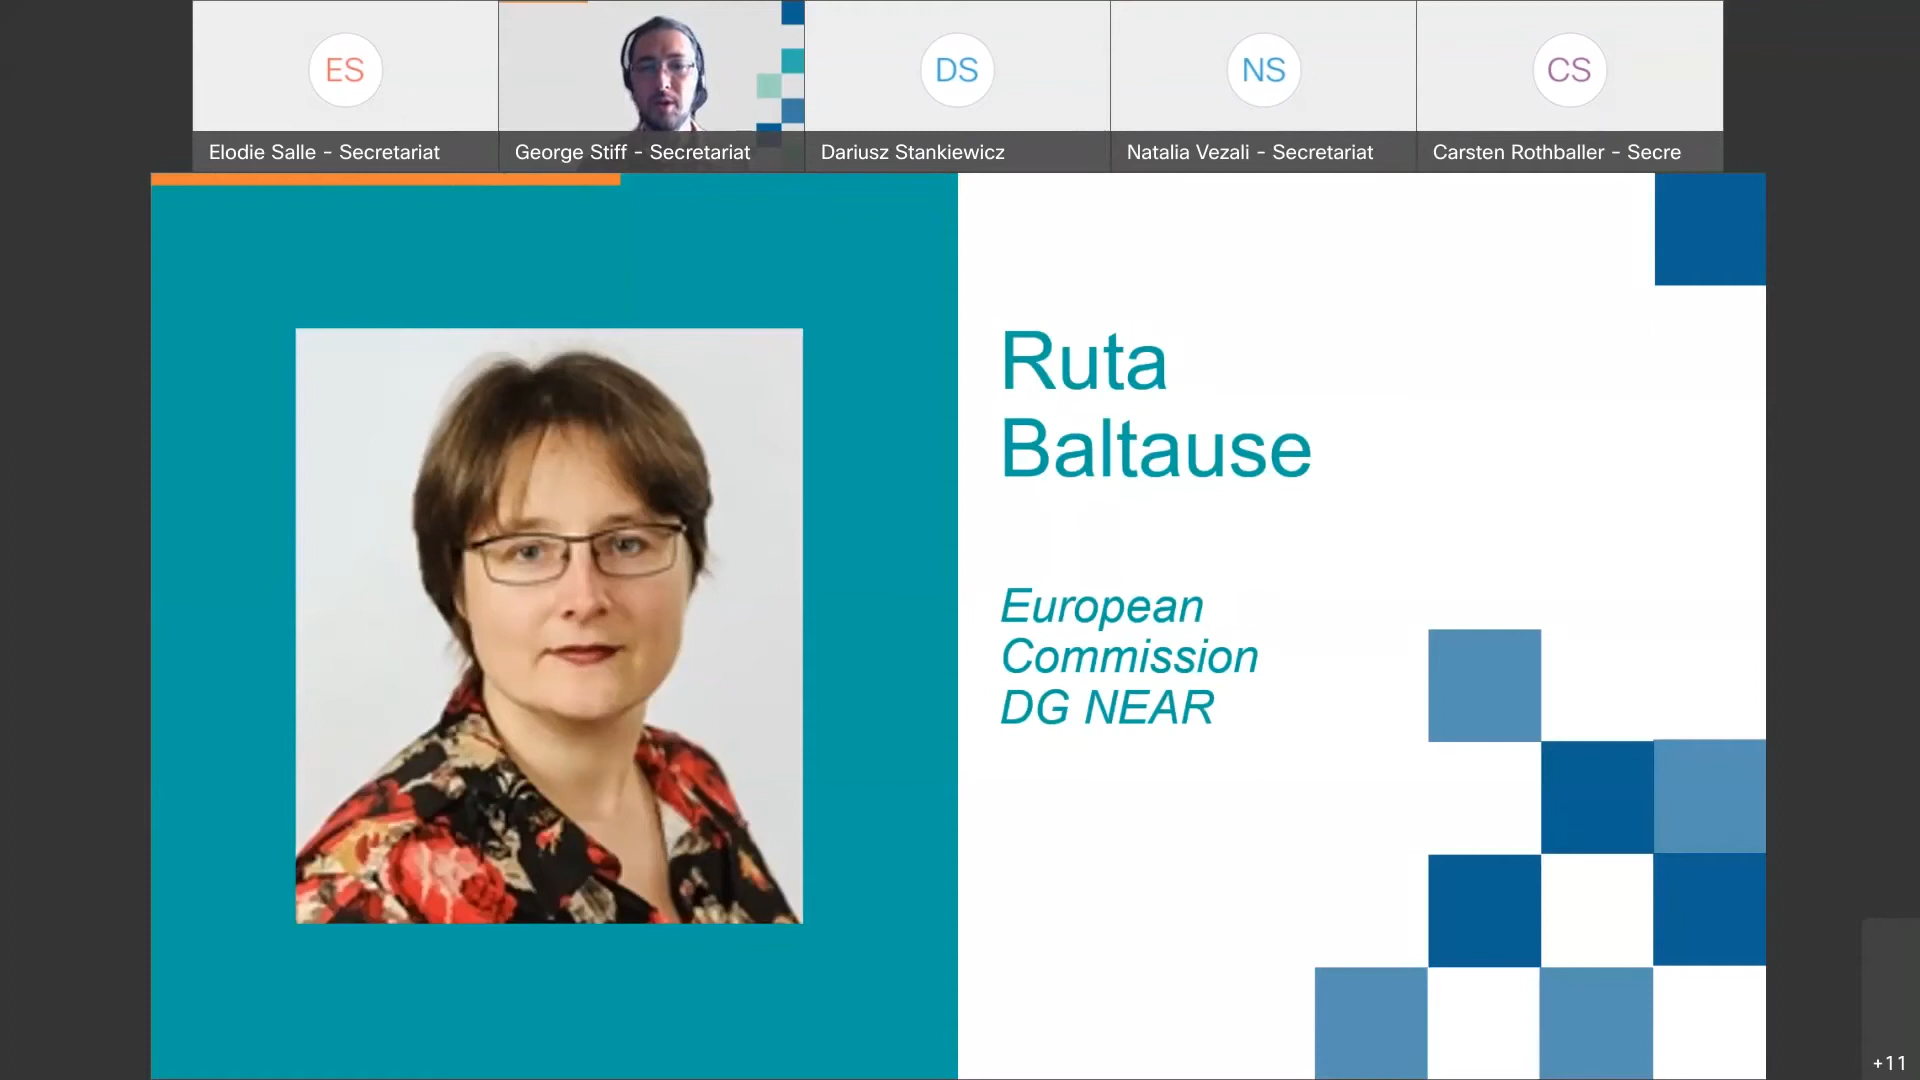 ES
DS
NS
CS
Elodie Salle - Secretariat
George Stiff - Secretariat
Dariusz Stankiewicz
Natalia Vezali - Secretariat
Carsten Rothballer - Secre
Ruta
Baltause
European
Commission
DG NEAR
+11